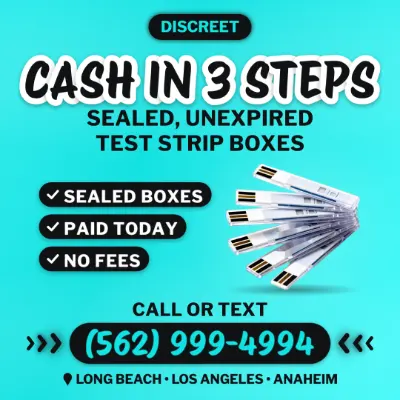 DISCREET
CASH IN 3 STEPS
SEALED, UNEXPIRED
TEST STRIP BOXES
SEALED BOXES
PAID TODAY
NO FEES
CALL OR TEXT
(562) 999-4994
LONG BEACH • LOS ANGELES • ANAHEIM